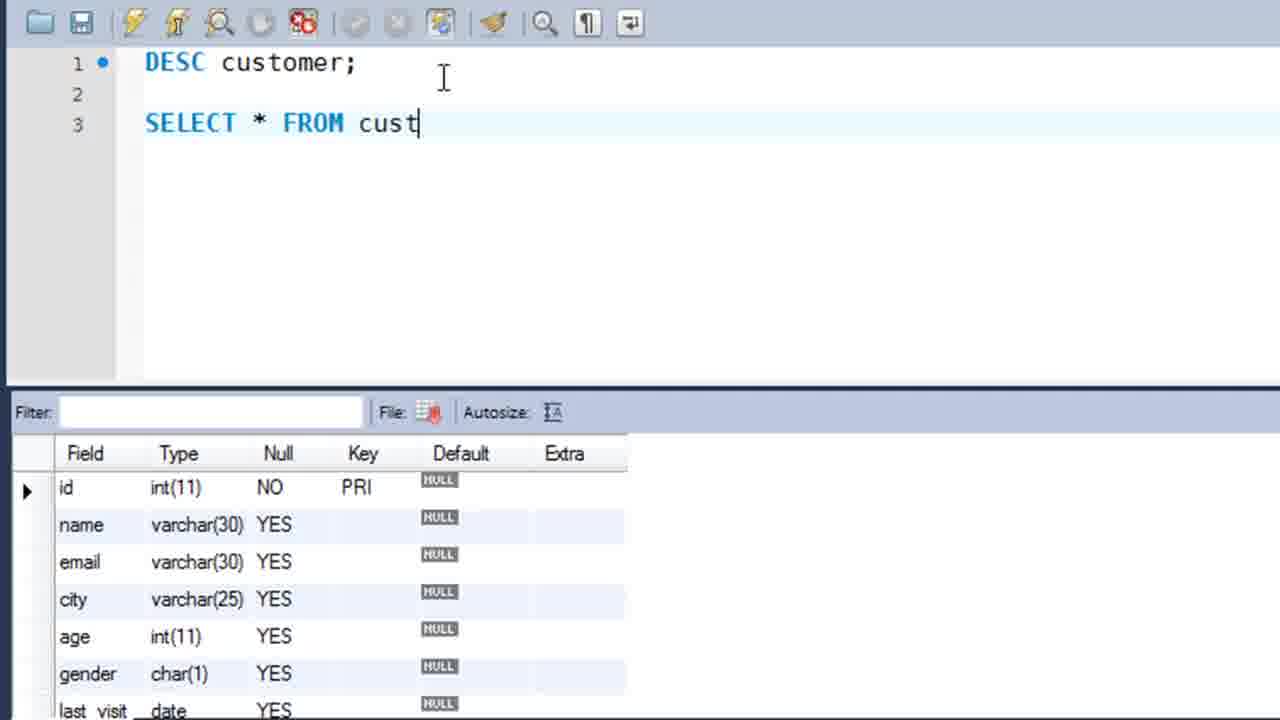 1 DESC customer;
2
3 SELECT * FROM cust
Filter: File: Autosize:
Field Type Null Key Default Extra
id int(11) NO PRI NULL
name varchar(30) YES NULL
email varchar(30) YES NULL
city varchar(25) YES NULL
age int(11) YES NULL
gender char(1) YES NULL
last_visit date YES NULL